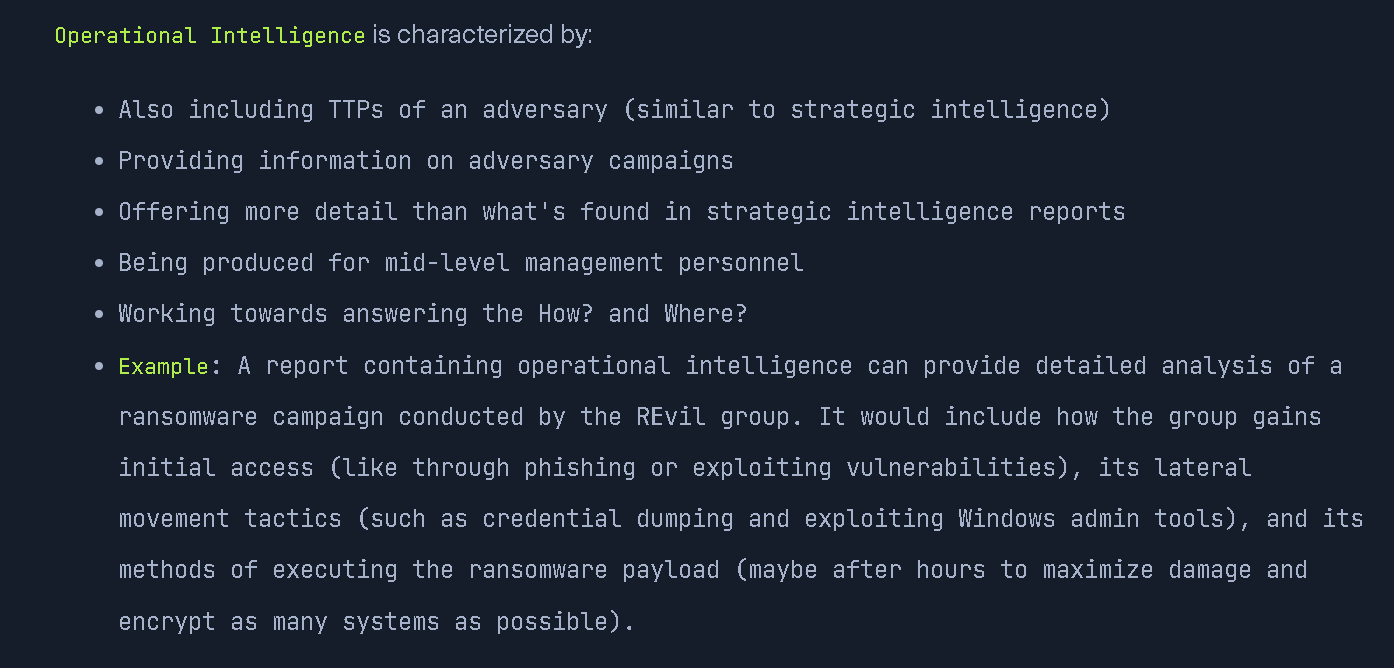 Operational Intelligence is characterized by:
• Also including TTPs of an adversary (similar to strategic intelligence)
• Providing information on adversary campaigns
• Offering more detail than what's found in strategic intelligence reports
• Being produced for mid-level management personnel
• Working towards answering the How? and Where?
• Example: A report containing operational intelligence can provide detailed analysis of a
ransomware campaign conducted by the REvil group. It would include how the group gains
initial access (like through phishing or exploiting vulnerabilities), its lateral
movement tactics (such as credential dumping and exploiting Windows admin tools), and its
methods of executing the ransomware payload (maybe after hours to maximize damage and
encrypt as many systems as possible).